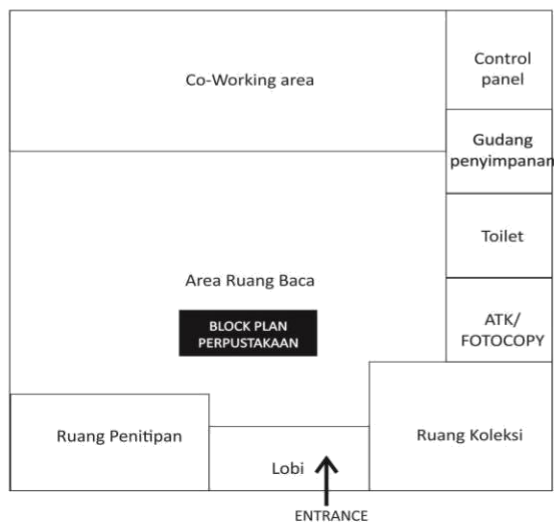 Co-Working area
Control
panel
Gudang
penyimpanan
Toilet
Area Ruang Baca
BLOCK PLAN
PERPUSTAKAAN
ATK/
FOTOCOPY
Ruang Penitipan
Ruang Koleksi
Lobi
ENTRANCE